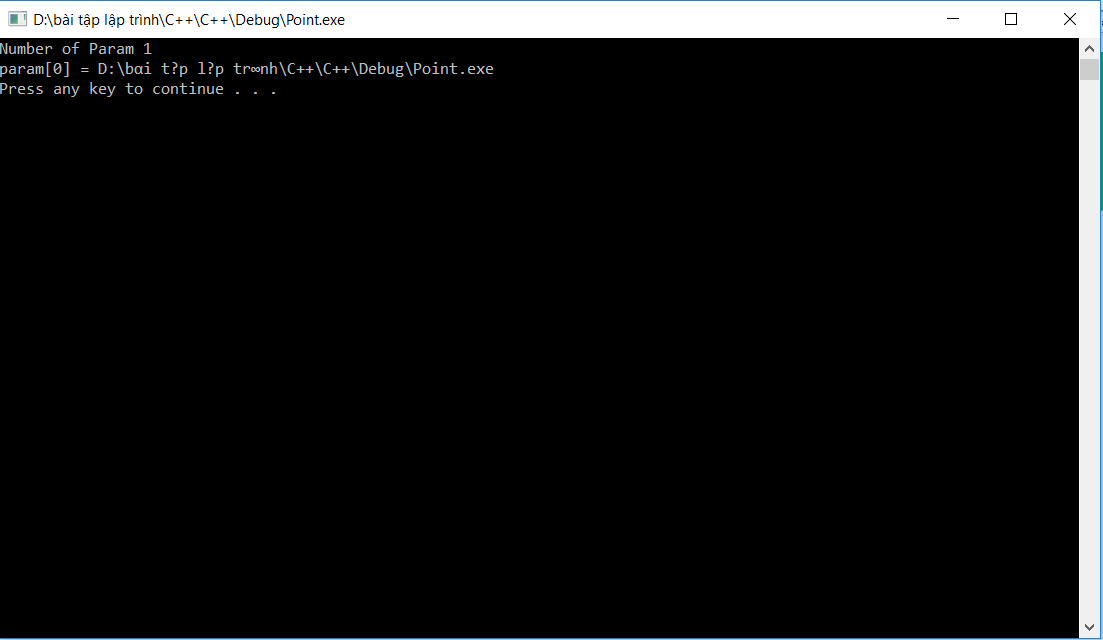 D:\bài tập lập trình\C++\C++\Debug\Point.exe
Number of Param 1
param[0] = D:\bαi t?p l?p tr∞nh\C++\C++\Debug\Point.exe
Press any key to continue . . .